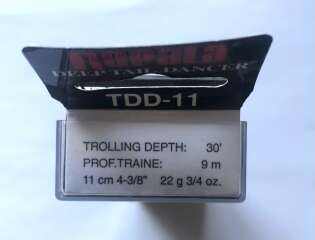 Rapala
DEEP TAIL DANCER
TDD-11
TROLLING DEPTH: 30'
PROF.TRAINE: 9 m
11 cm 4-3/8" 22 g 3/4 oz.